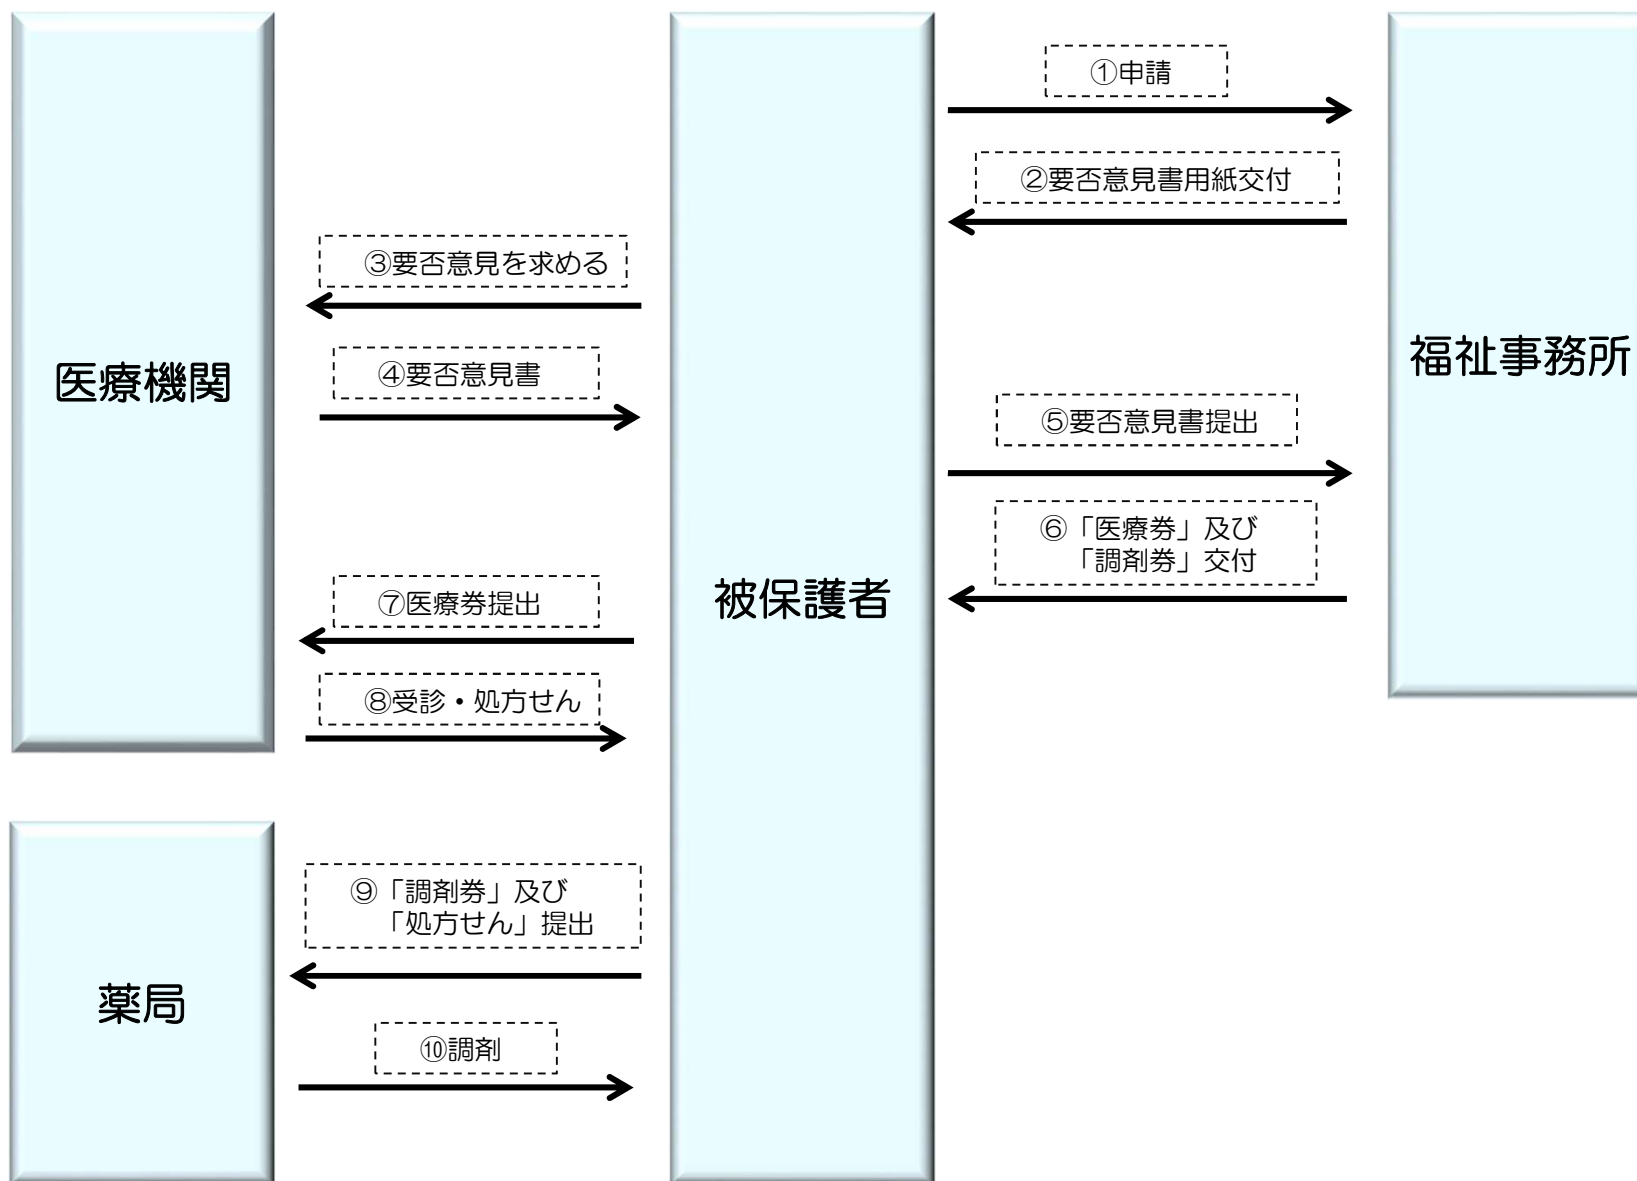 ①申請
②要否意見書用紙交付
③要否意見を求める
④要否意見書
医療機関
福祉事務所
⑤要否意見書提出
⑥「医療券」及び
「調剤券」交付
被保護者
⑦医療券提出
⑧受診・処方せん
⑨「調剤券」及び
「処方せん」提出
薬局
⑩調剤